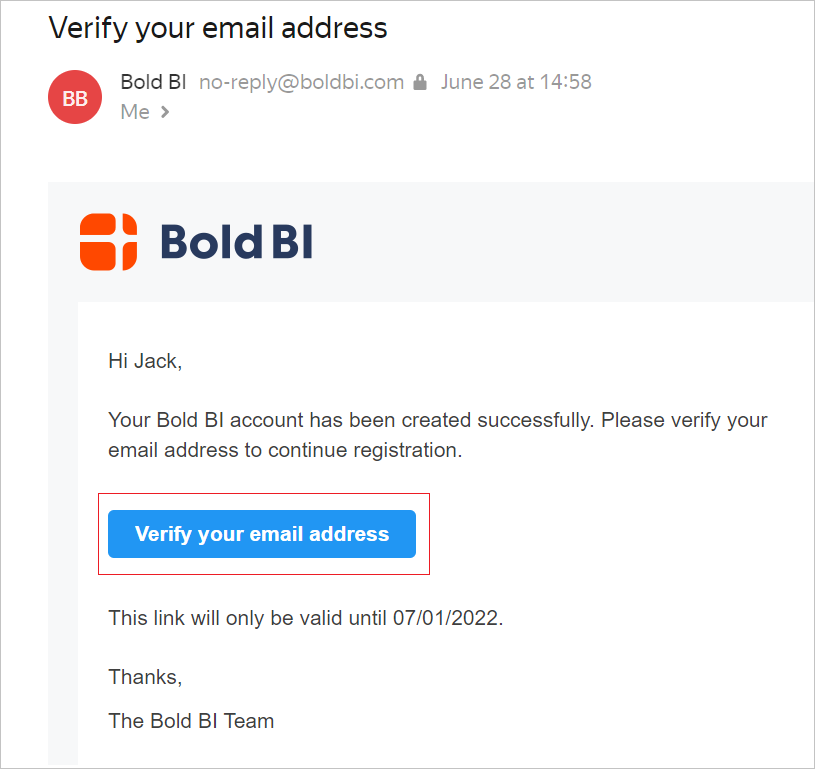 Verify your email address
BB
Bold BI no-reply@boldbi.com June 28 at 14:58
Me
Bold BI
Hi Jack,
Your Bold BI account has been created successfully. Please verify your
email address to continue registration.
Verify your email address
This link will only be valid until 07/01/2022.
Thanks,
The Bold BI Team